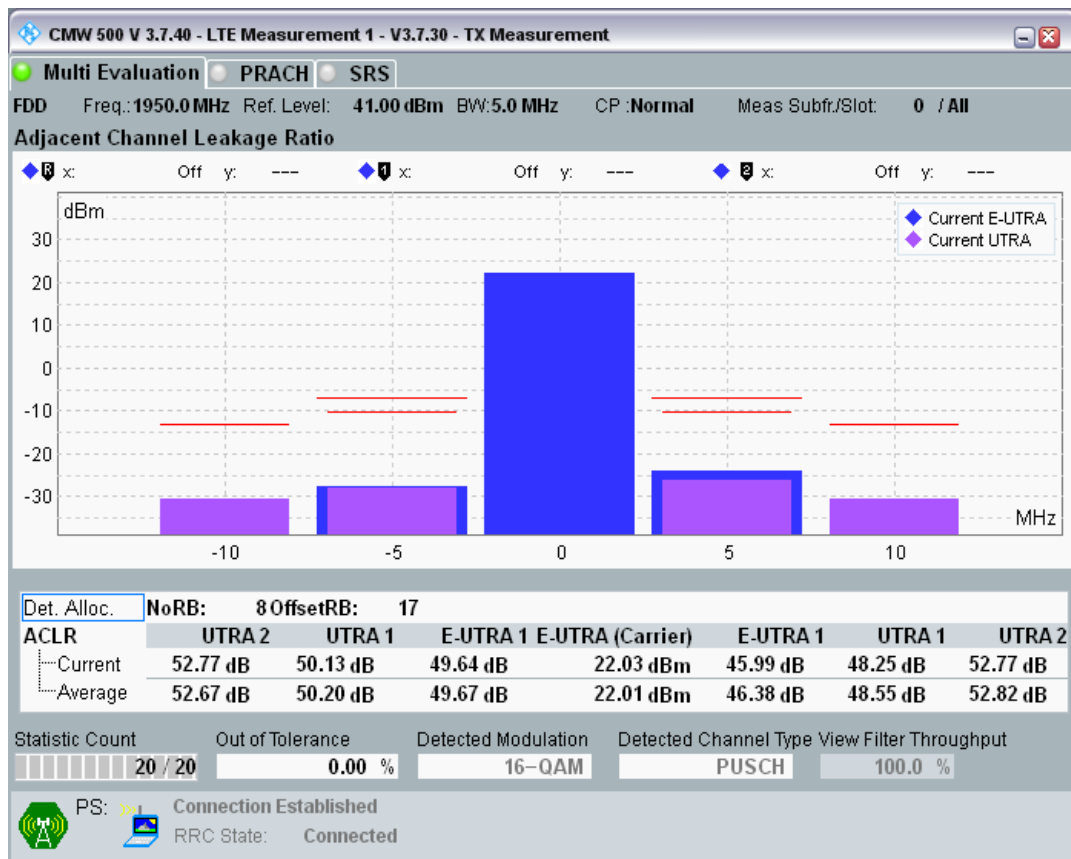 CMW 500 V 3.7.40 - LTE Measurement 1 - V3.7.30 - TX Measurement
Multi Evaluation PRACH SRS
FDD Freq.:1950.0MHz Ref. Level: 41.00dBm BW:5.0 MHz CP :Normal Meas Subfr./Slot: 0 / All
Adjacent Channel Leakage Ratio
R x: Off y: --- 1 x: Off y: --- 2 x: Off y: ---
dBm
Current E-UTRA
Current UTRA
30
20
10
0
-10
-20
-30
MHz
-10 -5 0 5 10
Det. Alloc. NoRB: 8 OffsetRB: 17
ACLR UTRA 2 UTRA 1 E-UTRA 1 E-UTRA (Carrier) E-UTRA 1 UTRA 1 UTRA 2
Current 52.77 dB 50.13 dB 49.64 dB 22.03 dBm 45.99 dB 48.25 dB 52.77 dB
Average 52.67 dB 50.20 dB 49.67 dB 22.01 dBm 46.38 dB 48.55 dB 52.82 dB
Statistic Count Out of Tolerance Detected Modulation Detected Channel Type View Filter Throughput
20 / 20 0.00 % 16-QAM PUSCH 100.0 %
PS: Connection Established
RRC State: Connected